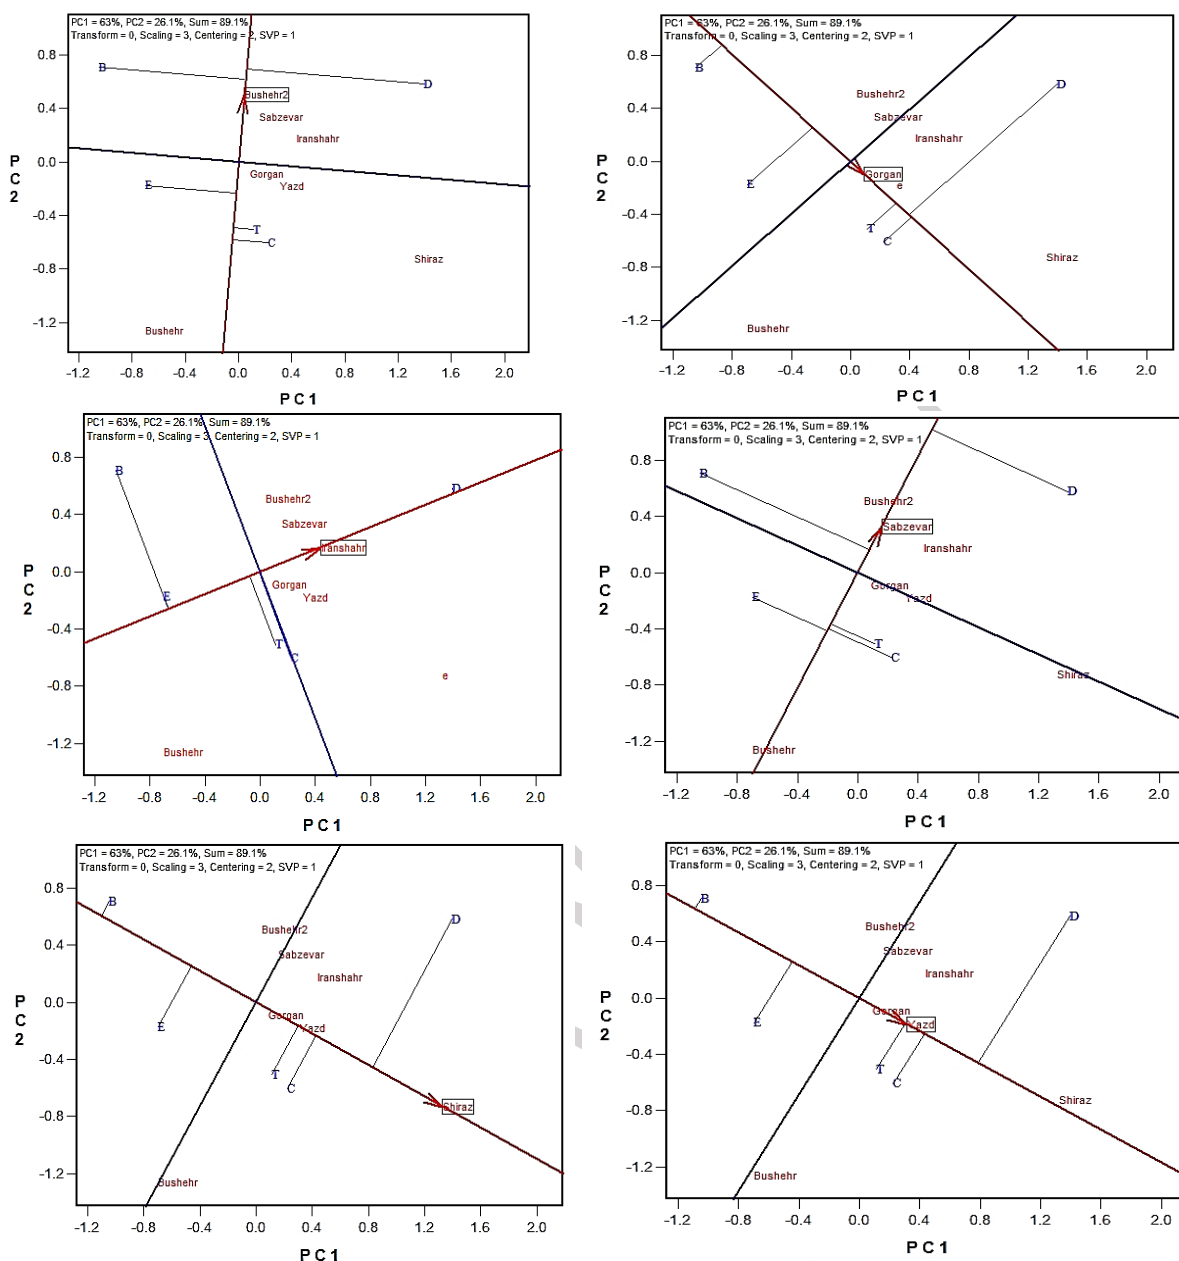 PC1 = 63%, PC2 = 26.1%, Sum = 89.1%
Transform = 0, Scaling = 3, Centering = 2, SVP = 1
0.8
0.4
0.0
-0.4
-0.8
-1.2
P
C
2
B
D
Bushehr2
Sabzevar
Iranshahr
Gorgan
Yazd
E
T
C
Shiraz
Bushehr
-1.2 -0.8 -0.4 0.0 0.4 0.8 1.2 1.6 2.0
P C 1
PC1 = 63%, PC2 = 26.1%, Sum = 89.1%
Transform = 0, Scaling = 3, Centering = 2, SVP = 1
0.8
0.4
0.0
-0.4
-0.8
-1.2
P
C
2
B
D
Bushehr2
Sabzevar
Iranshahr
Gorgan
e
E
T
C
Shiraz
Bushehr
-1.2 -0.8 -0.4 0.0 0.4 0.8 1.2 1.6 2.0
P C 1
PC1 = 63%, PC2 = 26.1%, Sum = 89.1%
Transform = 0, Scaling = 3, Centering = 2, SVP = 1
0.8
0.4
0.0
-0.4
-0.8
-1.2
P
C
2
B
D
Bushehr2
Sabzevar
Iranshahr
Gorgan
Yazd
E
T
C
e
Bushehr
-1.2 -0.8 -0.4 0.0 0.4 0.8 1.2 1.6 2.0
P C 1
PC1 = 63%, PC2 = 26.1%, Sum = 89.1%
Transform = 0, Scaling = 3, Centering = 2, SVP = 1
0.8
0.4
0.0
-0.4
-0.8
-1.2
P
C
2
B
D
Bushehr2
Sabzevar
Iranshahr
Gorgan
Yazd
E
T
C
Shiraz
Bushehr
-1.2 -0.8 -0.4 0.0 0.4 0.8 1.2 1.6 2.0
P C 1
PC1 = 63%, PC2 = 26.1%, Sum = 89.1%
Transform = 0, Scaling = 3, Centering = 2, SVP = 1
0.8
0.4
0.0
-0.4
-0.8
-1.2
P
C
2
B
D
Bushehr2
Sabzevar
Iranshahr
Gorgan
Yazd
E
T
C
Shiraz
Bushehr
-1.2 -0.8 -0.4 0.0 0.4 0.8 1.2 1.6 2.0
P C 1
PC1 = 63%, PC2 = 26.1%, Sum = 89.1%
Transform = 0, Scaling = 3, Centering = 2, SVP = 1
0.8
0.4
0.0
-0.4
-0.8
-1.2
P
C
2
B
D
Bushehr2
Sabzevar
Iranshahr
Gorgan
Yazd
E
T
C
Shiraz
Bushehr
-1.2 -0.8 -0.4 0.0 0.4 0.8 1.2 1.6 2.0
P C 1